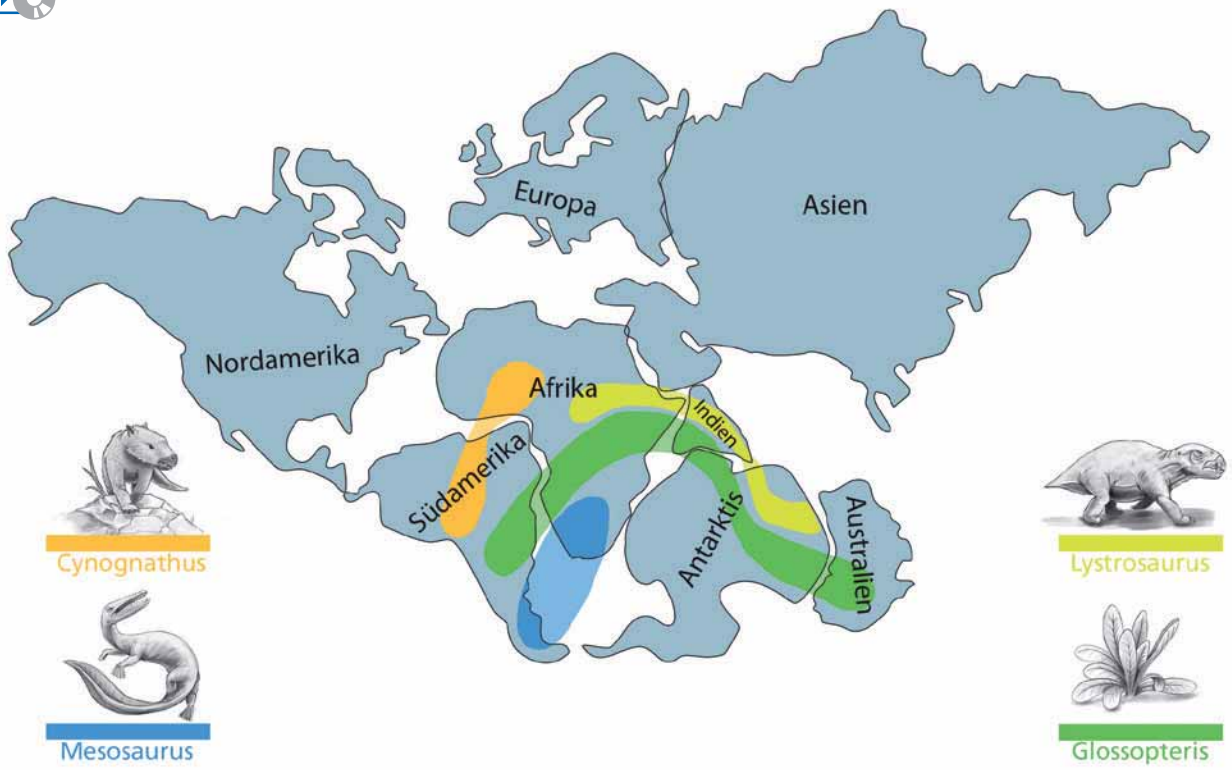 Europa
Asien
Nordamerika
Afrika
Indien
Südamerika
Antarktis
Australien
Cynognathus
Lystrosaurus
Mesosaurus
Glossopteris